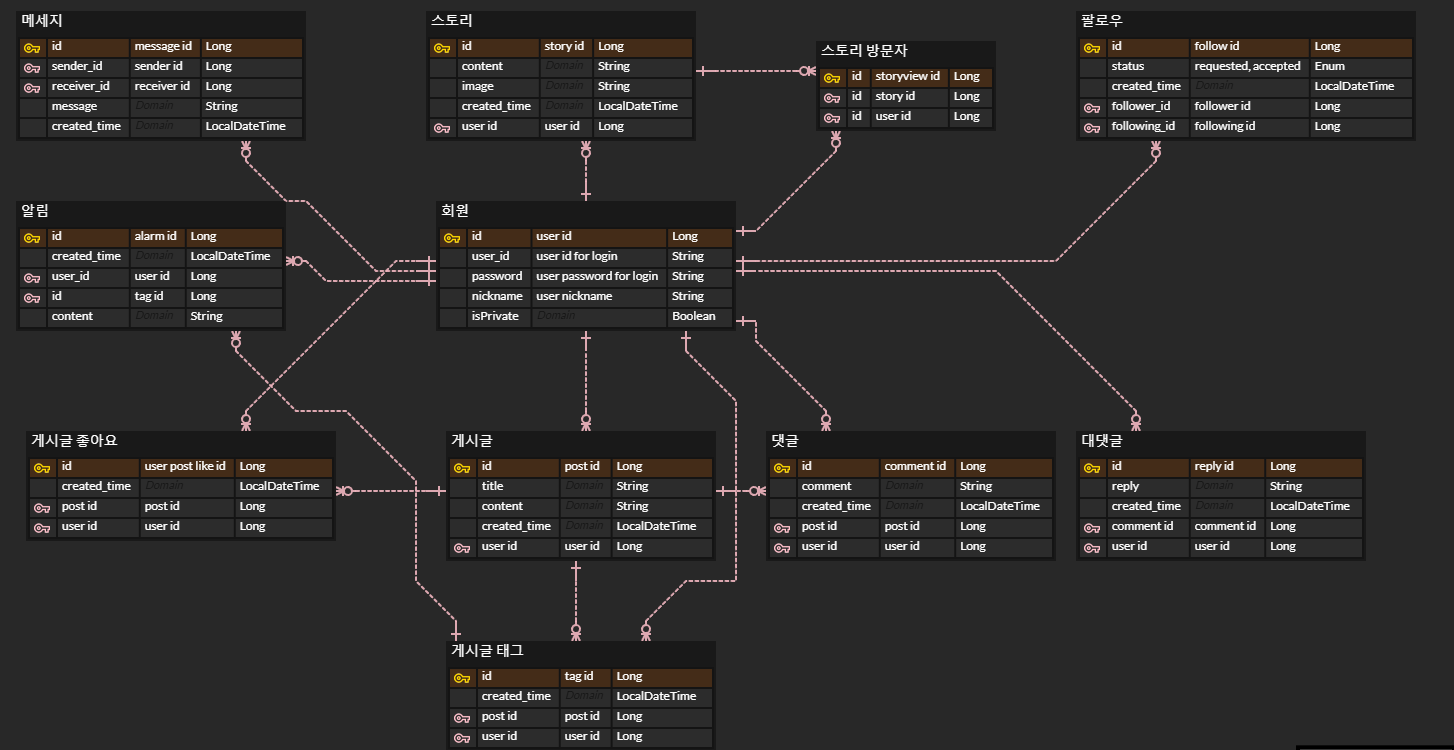 메세지
id message id Long
sender_id sender id Long
receiver_id receiver id Long
message Domain String
created_time Domain LocalDateTime
스토리
id story id Long
content Domain String
image Domain String
created_time Domain LocalDateTime
user id user id Long
스토리 방문자
id storyview id Long
id story id Long
id user id Long
팔로우
id follow id Long
status requested, accepted Enum
created_time Domain LocalDateTime
follower_id follower id Long
following_id following id Long
알림
id alarm id Long
created_time Domain LocalDateTime
user_id user id Long
id tag id Long
content Domain String
회원
id user id Long
user_id user id for login String
password user password for login String
nickname user nickname String
isPrivate Domain Boolean
게시글 좋아요
id user post like id Long
created_time Domain LocalDateTime
post id post id Long
user id user id Long
게시글
id post id Long
title Domain String
content Domain String
created_time Domain LocalDateTime
user id user id Long
댓글
id comment id Long
comment Domain String
created_time Domain LocalDateTime
post id post id Long
user id user id Long
대댓글
id reply id Long
reply Domain String
created_time Domain LocalDateTime
comment id comment id Long
user id user id Long
게시글 태그
id tag id Long
created_time Domain LocalDateTime
post id post id Long
user id user id Long